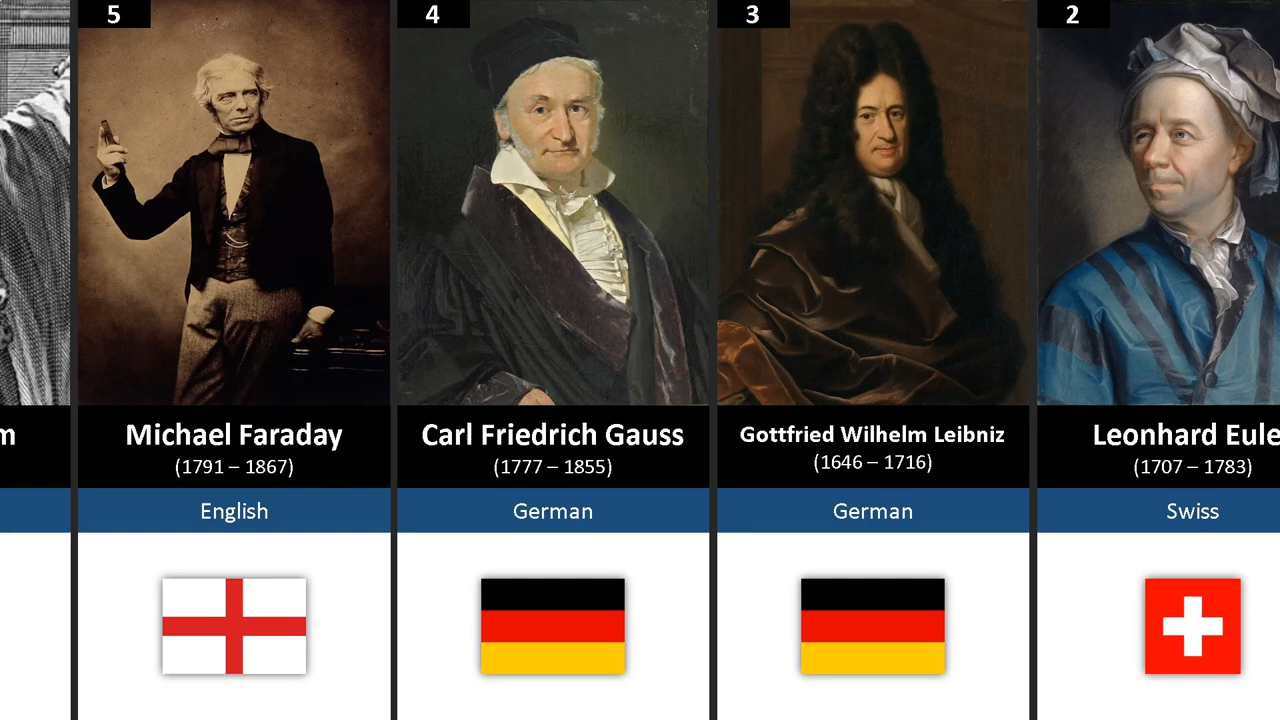 5
4
3
2
m
Michael Faraday
(1791 – 1867)
English
Carl Friedrich Gauss
(1777 – 1855)
German
Gottfried Wilhelm Leibniz
(1646 – 1716)
German
Leonhard Eule
(1707 – 1783)
Swiss